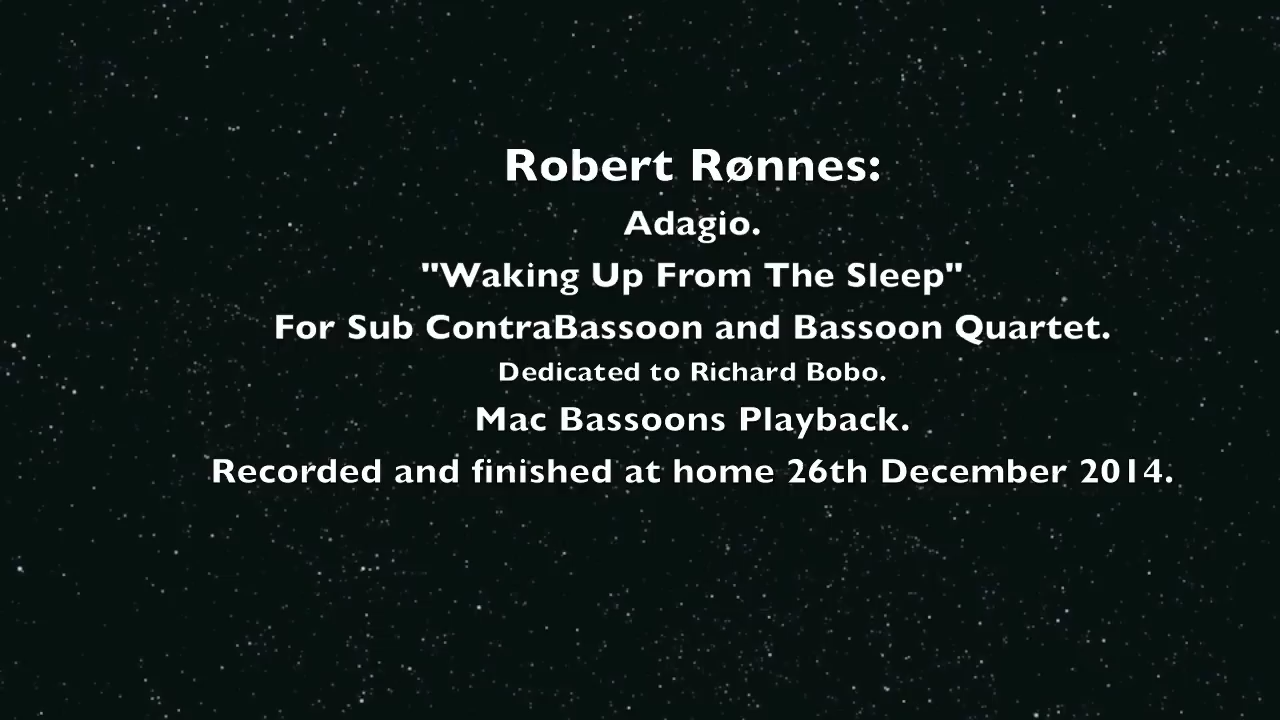 Robert Rønnes:
Adagio.
"Waking Up From The Sleep"
For Sub ContraBassoon and Bassoon Quartet.
Dedicated to Richard Bobo.
Mac Bassoons Playback.
Recorded and finished at home 26th December 2014.